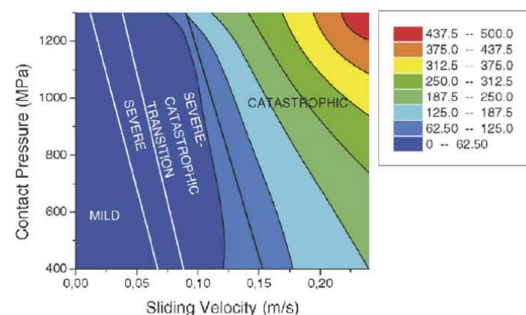 1200
1000
800
600
400
Contact Pressure (MPa)
MILD
SEVERE
SEVERE-
CATASTROPHIC
TRANSITION
CATASTROPHIC
0,00 0,05 0,10 0,15 0,20
Sliding Velocity (m/s)
437.5 -- 500.0
375.0 -- 437.5
312.5 -- 375.0
250.0 -- 312.5
187.5 -- 250.0
125.0 -- 187.5
62.50 -- 125.0
0 -- 62.50